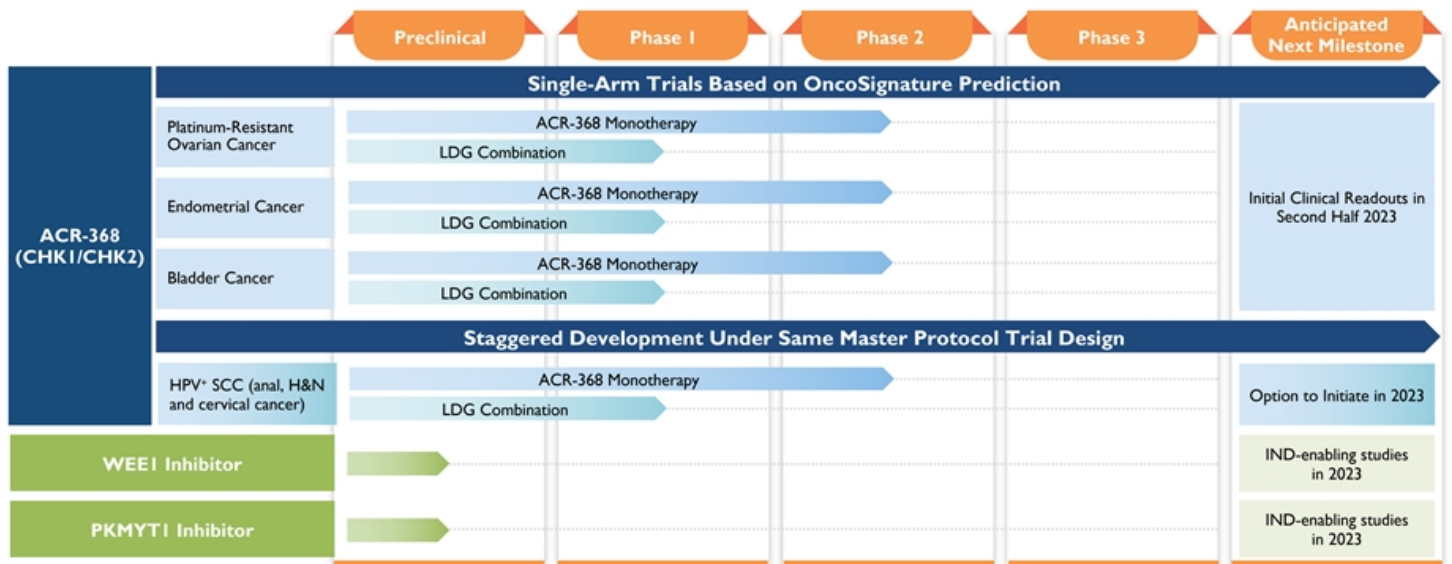 Preclinical
Phase 1
Phase 2
Phase 3
Anticipated
Next Milestone
ACR-368
(CHK1/CHK2)
Single-Arm Trials Based on OncoSignature Prediction
Platinum-Resistant
Ovarian Cancer
ACR-368 Monotherapy
LDG Combination
Endometrial Cancer
ACR-368 Monotherapy
LDG Combination
Bladder Cancer
ACR-368 Monotherapy
LDG Combination
Initial Clinical Readouts in
Second Half 2023
Staggered Development Under Same Master Protocol Trial Design
HPV⁺ SCC (anal, H&N
and cervical cancer)
ACR-368 Monotherapy
LDG Combination
Option to Initiate in 2023
WEE1 Inhibitor
IND-enabling studies
in 2023
PKMYT1 Inhibitor
IND-enabling studies
in 2023